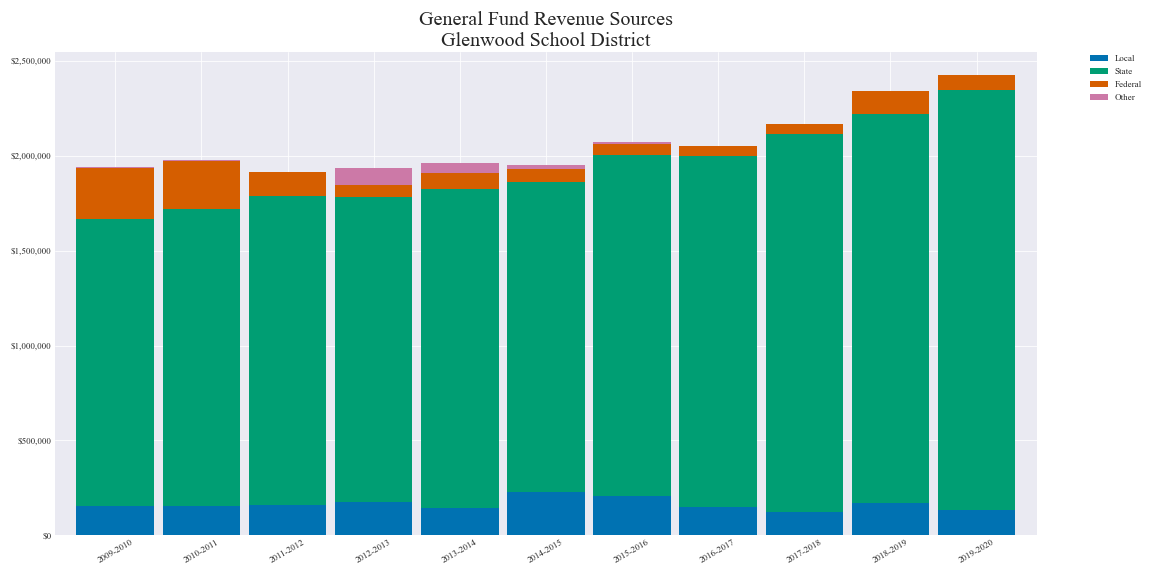 General Fund Revenue Sources
Glenwood School District
$2,500,000
$2,000,000
$1,500,000
$1,000,000
$500,000
$0
2009-2010
2010-2011
2011-2012
2012-2013
2013-2014
2014-2015
2015-2016
2016-2017
2017-2018
2018-2019
2019-2020
Local
State
Federal
Other